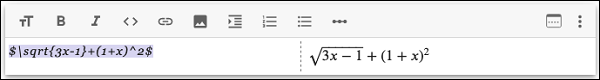 $\sqrt{3x-1}+(1+x)^2$
√3x − 1 + (1 + x)²